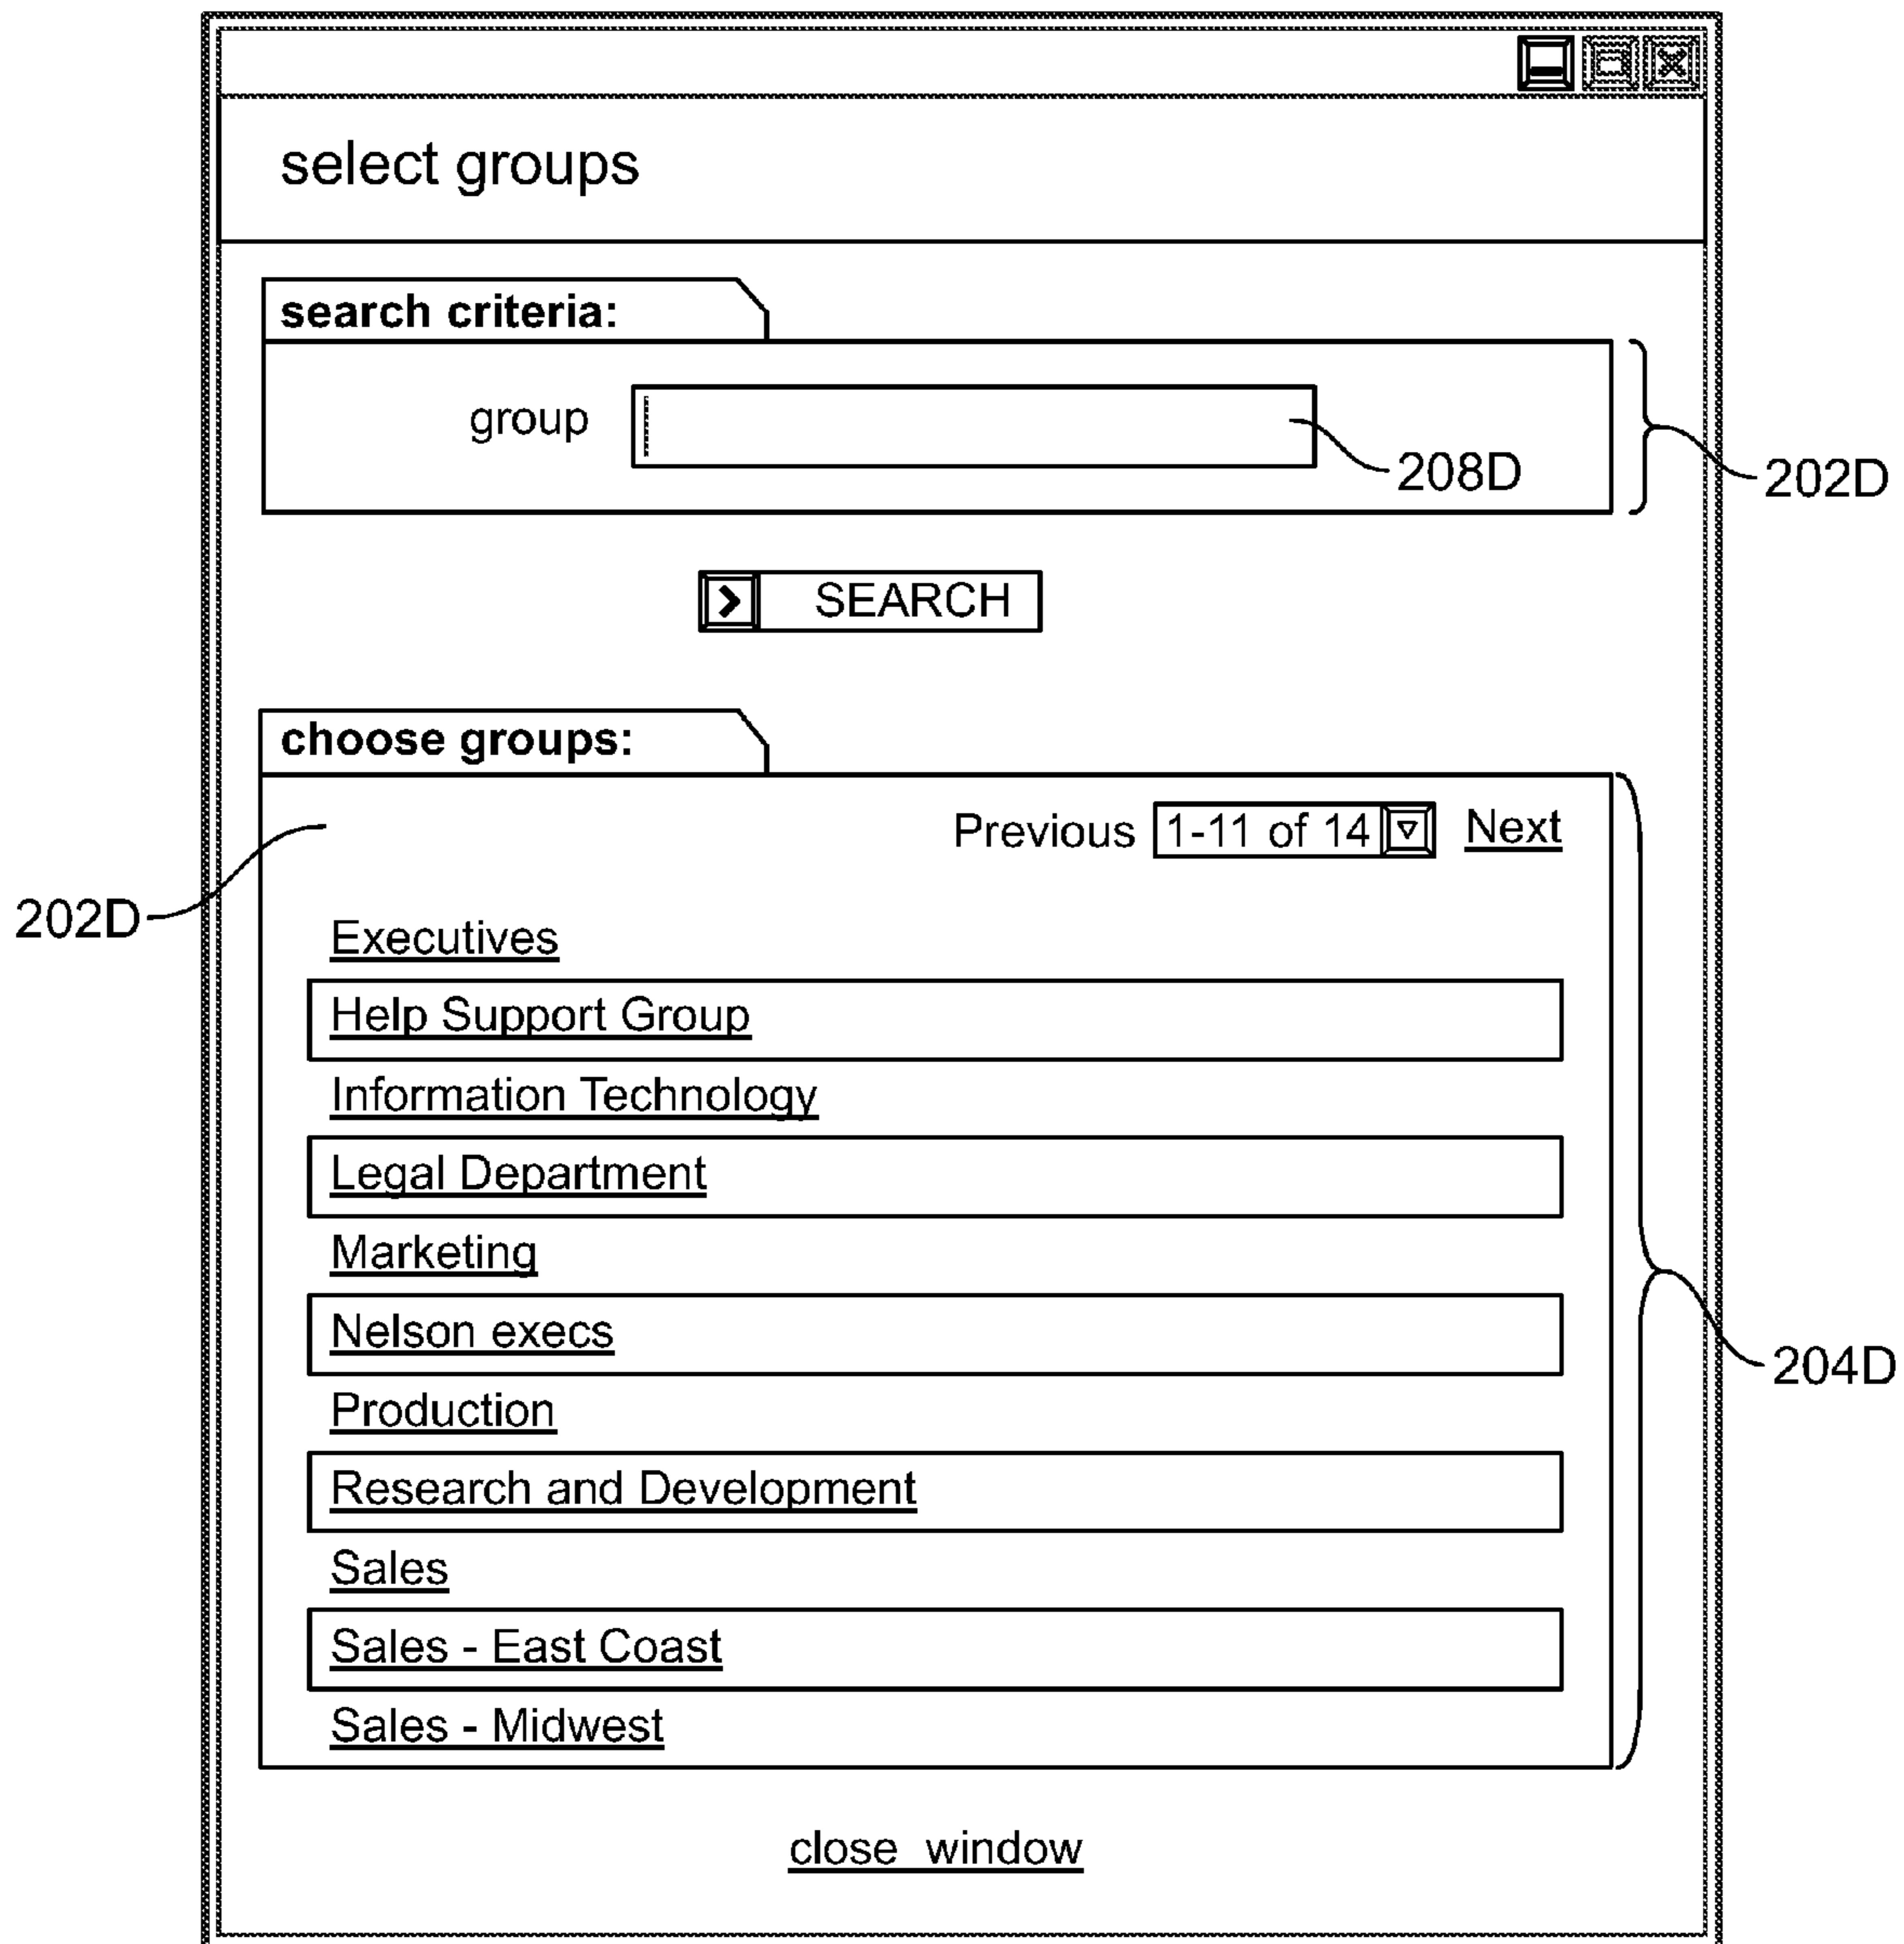 select groups
search criteria:
group
208D
202D
SEARCH
choose groups:
Previous 1-11 of 14 Next
202D
Executives
Help Support Group
Information Technology
Legal Department
Marketing
Nelson execs
204D
Production
Research and Development
Sales
Sales - East Coast
Sales - Midwest
close window